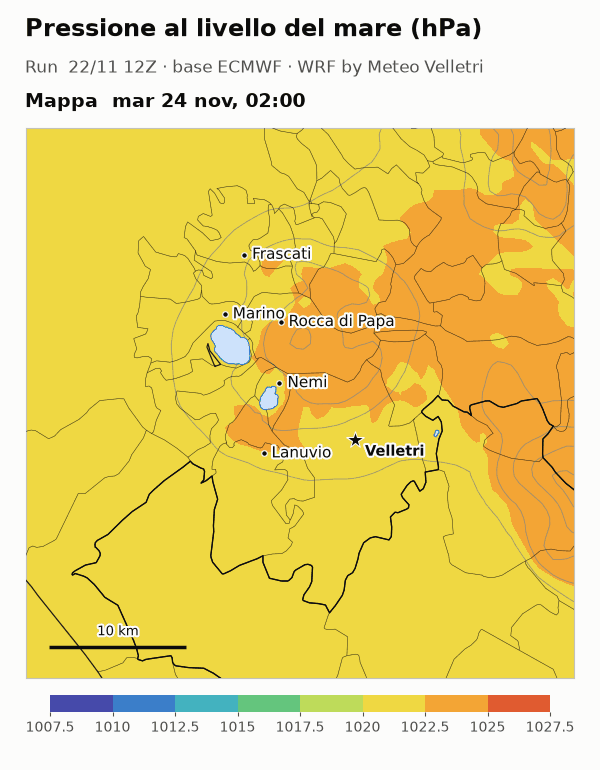 Pressione al livello del mare (hPa)
Run  22/11 12Z · base ECMWF · WRF by Meteo Velletri
Mappa  mar 24 nov, 02:00
Frascati
Marino
Rocca di Papa
Nemi
Velletri
Lanuvio
10 km
1007.5 1010 1012.5 1015 1017.5 1020 1022.5 1025 1027.5